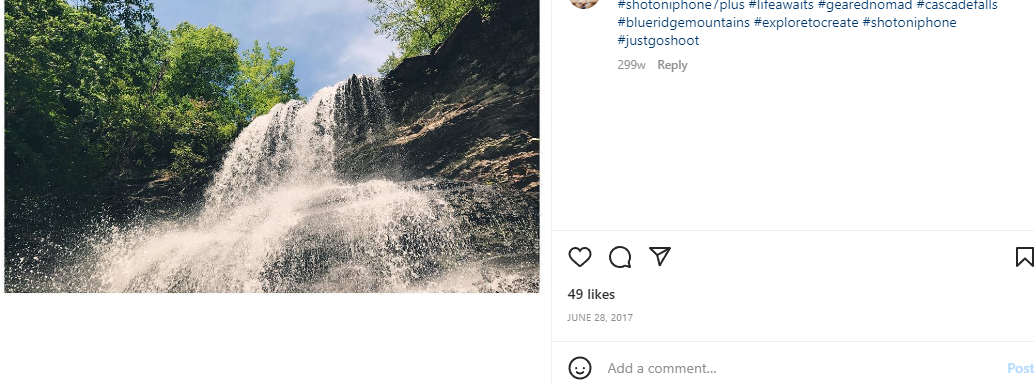 #shotoniphone7plus #lifeawaits #gearednomad #cascadefalls
#blueridgemountains #exploretocreate #shotoniphone
#justgoshoot
299w Reply
49 likes
JUNE 28, 2017
Add a comment... Post